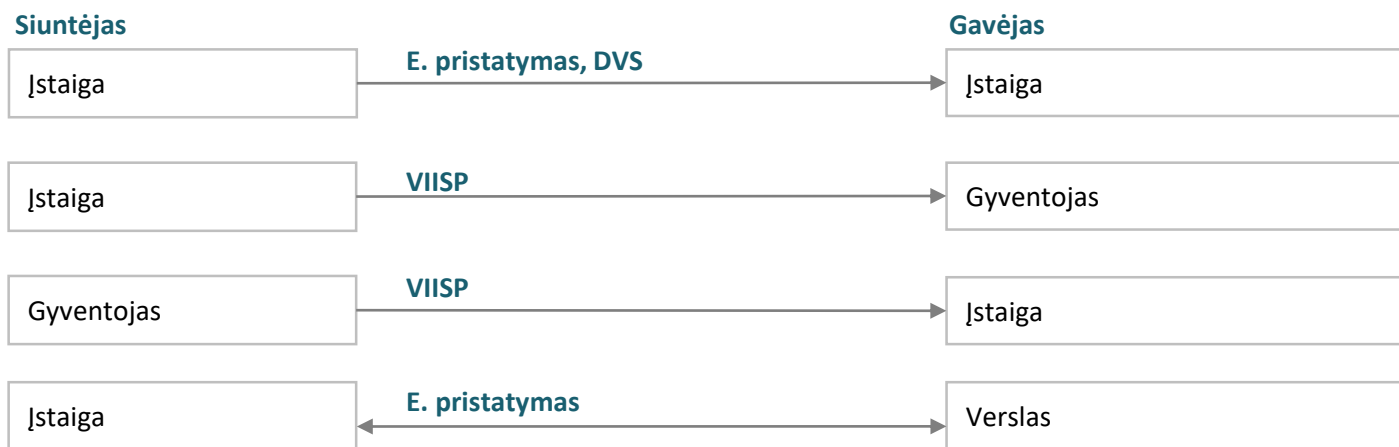 Siuntėjas
Gavėjas
Įstaiga
E. pristatymas, DVS
Įstaiga
Įstaiga
VIISP
Gyventojas
Gyventojas
VIISP
Įstaiga
Įstaiga
E. pristatymas
Verslas